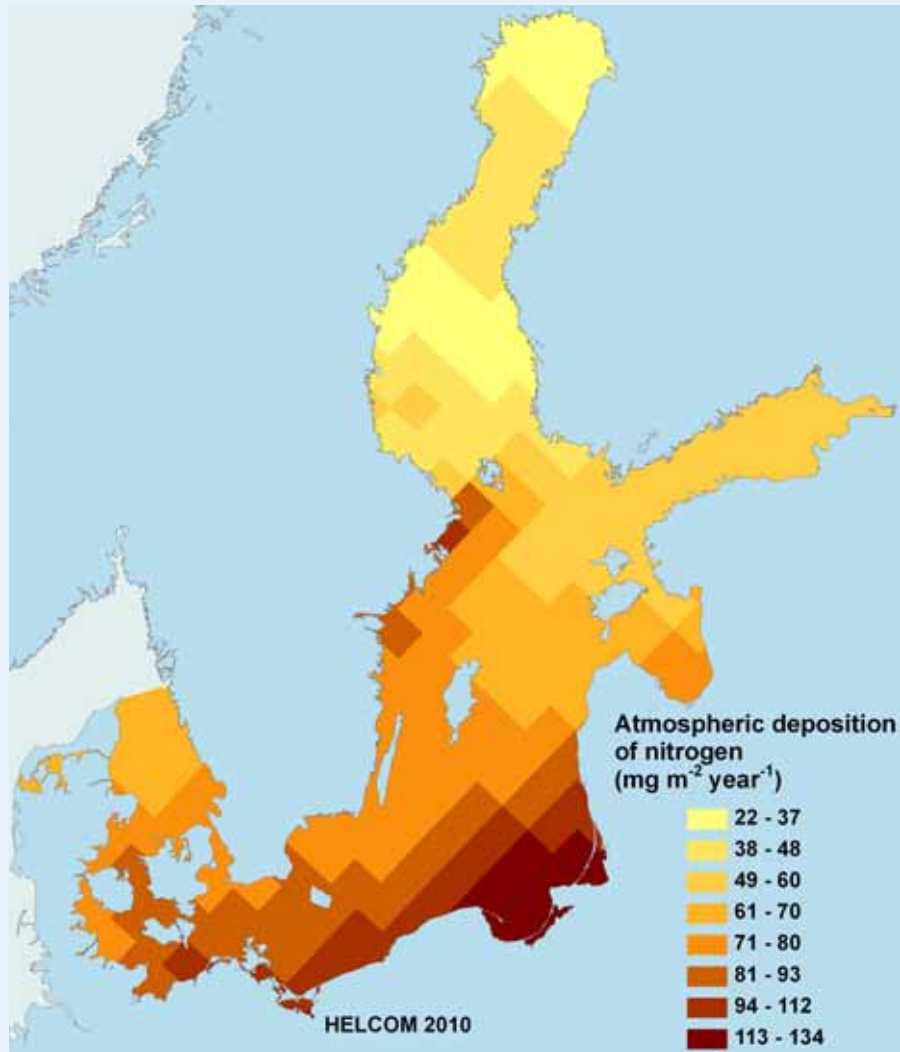 Atmospheric deposition
of nitrogen
(mg m⁻² year⁻¹)
22 - 37
38 - 48
49 - 60
61 - 70
71 - 80
81 - 93
94 - 112
113 - 134
HELCOM 2010